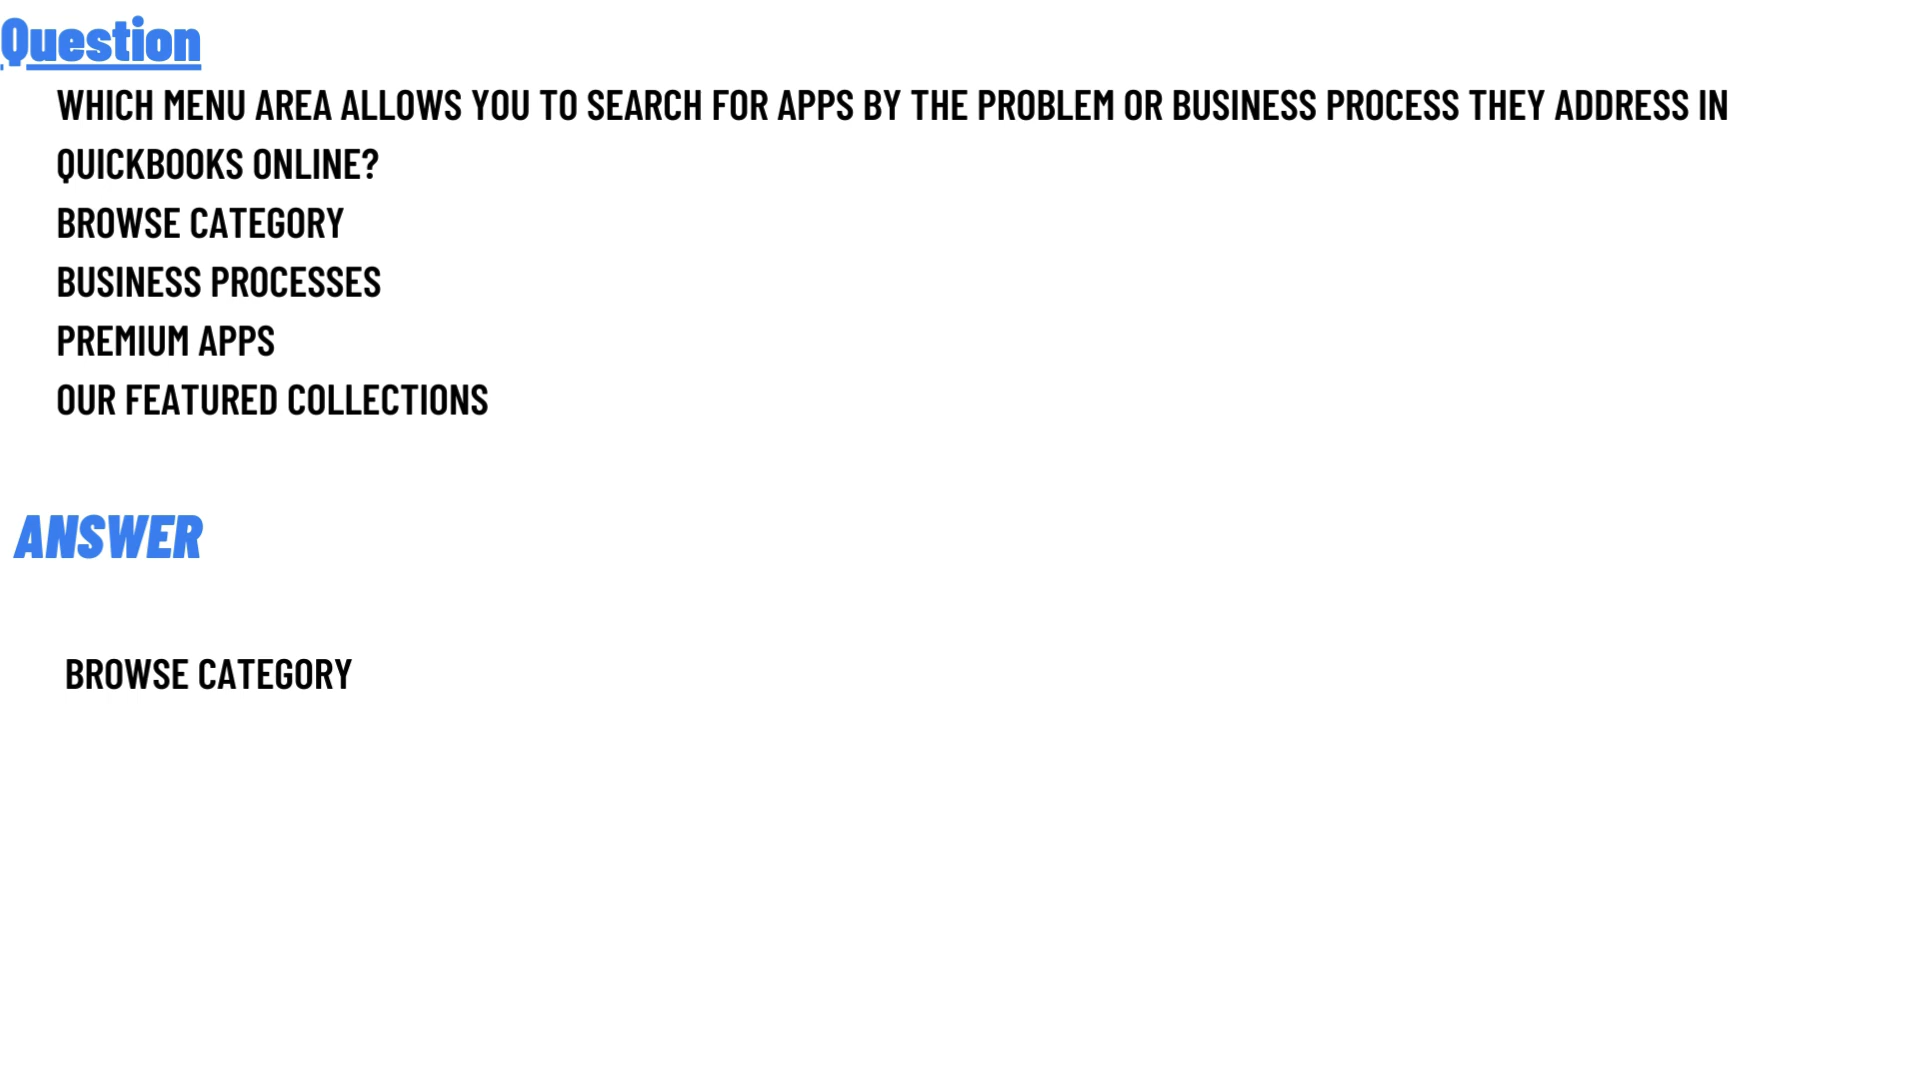 Question
WHICH MENU AREA ALLOWS YOU TO SEARCH FOR APPS BY THE PROBLEM OR BUSINESS PROCESS THEY ADDRESS IN
QUICKBOOKS ONLINE?
BROWSE CATEGORY
BUSINESS PROCESSES
PREMIUM APPS
OUR FEATURED COLLECTIONS
ANSWER
BROWSE CATEGORY